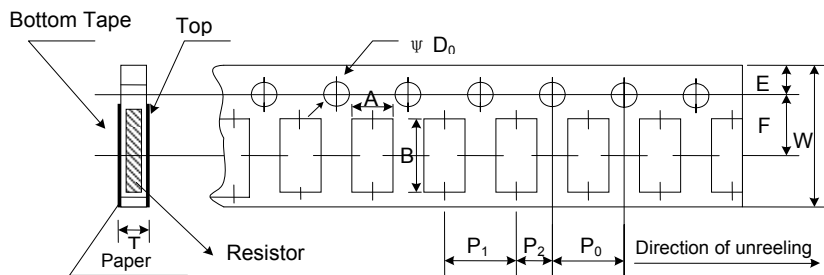 Bottom Tape
Top
Ψ D₀
E
A
F
W
B
T
Paper
Resistor
P₁
P₂
P₀
Direction of unreeling